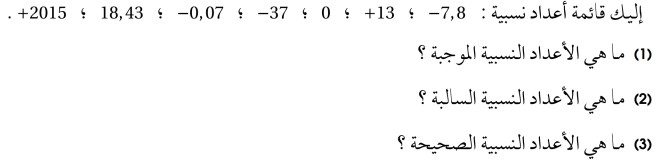 إليك قائمة أعداد نسبية : −7,8 ؛ +13 ؛ 0 ؛ −37 ؛ −0,07 ؛ 18,43 ؛ +2015 .
(1) ما هي الأعداد النسبية الموجبة ؟
(2) ما هي الأعداد النسبية السالبة ؟
(3) ما هي الأعداد النسبية الصحيحة ؟